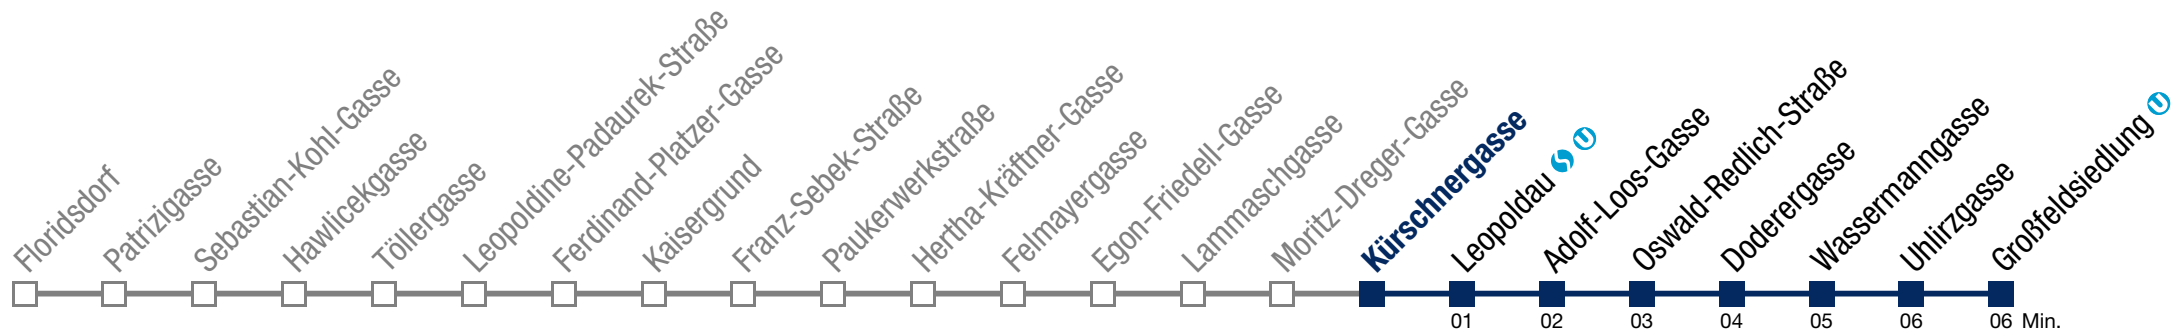 Floridsdorf
Patrizigasse
Sebastian-Kohl-Gasse
Hawlicekgasse
Töllergasse
Leopoldine-Padaurek-Straße
Ferdinand-Platzer-Gasse
Kaisergrund
Franz-Sebek-Straße
Paukerwerkstraße
Hertha-Kräftner-Gasse
Felmayergasse
Egon-Friedell-Gasse
Lammaschgasse
Moritz-Dreger-Gasse
Kürschnergasse
Leopoldau S U
Adolf-Loos-Gasse
Oswald-Redlich-Straße
Doderergasse
Wassermanngasse
Uhlirzgasse
Großfeldsiedlung U
01 02 03 04 05 06 06 Min.